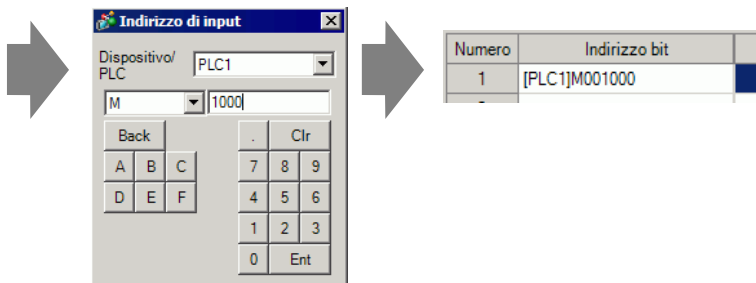 Indirizzo di input
Dispositivo/
PLC
PLC1
M 1000
Back . Clr
A B C 7 8 9
D E F 4 5 6
1 2 3
0 Ent
Numero Indirizzo bit
1 [PLC1]M001000